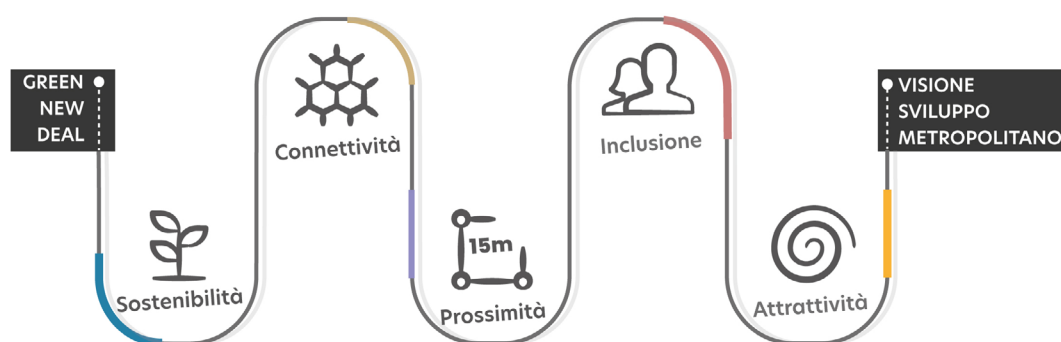 GREEN
NEW
DEAL
Sostenibilità
Connettività
15m
Prossimità
Inclusione
Attrattività
VISIONE
SVILUPPO
METROPOLITANO